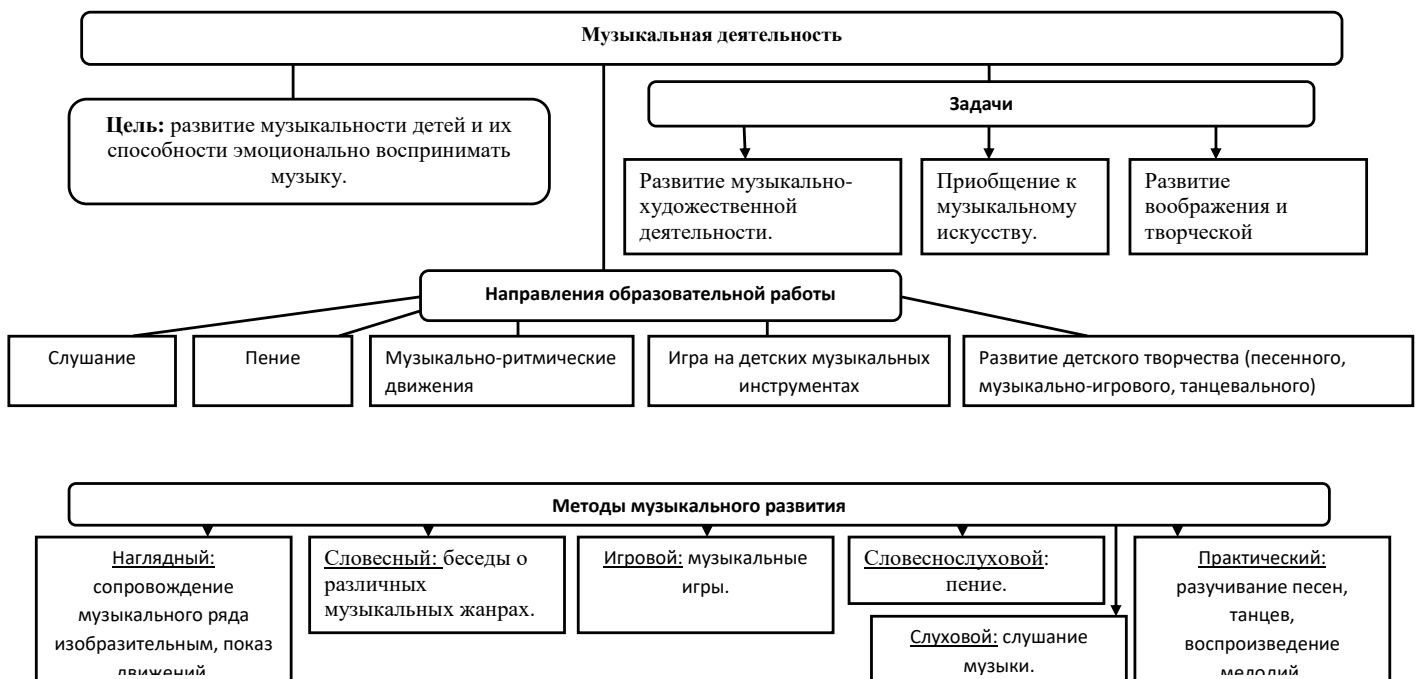 Музыкальная деятельность
Цель: развитие музыкальности детей и их
способности эмоционально воспринимать
музыку.
Задачи
Развитие музыкально-
художественной
деятельности.
Приобщение к
музыкальному
искусству.
Развитие
воображения и
творческой
Направления образовательной работы
Слушание
Пение
Музыкально-ритмические
движения
Игра на детских музыкальных
инструментах
Развитие детского творчества (песенного,
музыкально-игрового, танцевального)
Методы музыкального развития
Наглядный:
сопровождение
музыкального ряда
изобразительным, показ
движений
Словесный: беседы о
различных
музыкальных жанрах.
Игровой: музыкальные
игры.
Словеснослуховой:
пение.
Слуховой: слушание
музыки.
Практический:
разучивание песен,
танцев,
воспроизведение
мелодий